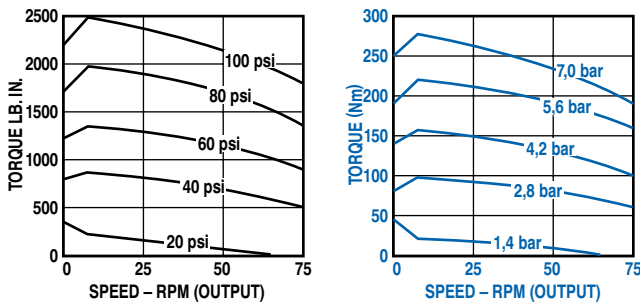 TORQUE LB.IN.
2500
2000
1500
1000
500
0
100 psi
80 psi
60 psi
40 psi
20 psi
0 25 50 75
SPEED – RPM (OUTPUT)
TORQUE (Nm)
300
250
200
150
100
50
0
7,0 bar
5,6 bar
4,2 bar
2,8 bar
1,4 bar
0 25 50 75
SPEED – RPM (OUTPUT)